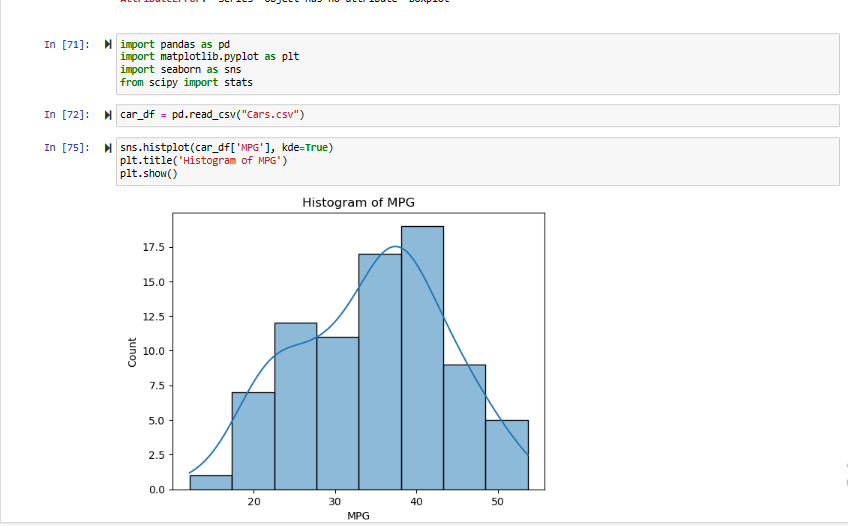 In [71]:
import pandas as pd
import matplotlib.pyplot as plt
import seaborn as sns
from scipy import stats
In [72]:
car_df = pd.read_csv("Cars.csv")
In [75]:
sns.histplot(car_df['MPG'], kde=True)
plt.title('Histogram of MPG')
plt.show()
Histogram of MPG
17.5
15.0
12.5
10.0
7.5
5.0
2.5
0.0
Count
20 30 40 50
MPG